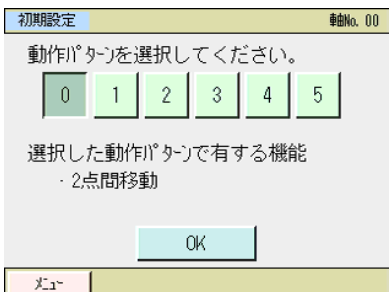 初期設定 軸No. 00
動作ﾊﾟﾀｰﾝを選択してください。
0 1 2 3 4 5
選択した動作ﾊﾟﾀｰﾝで有する機能
・2点間移動
OK
ﾒﾆｭｰ